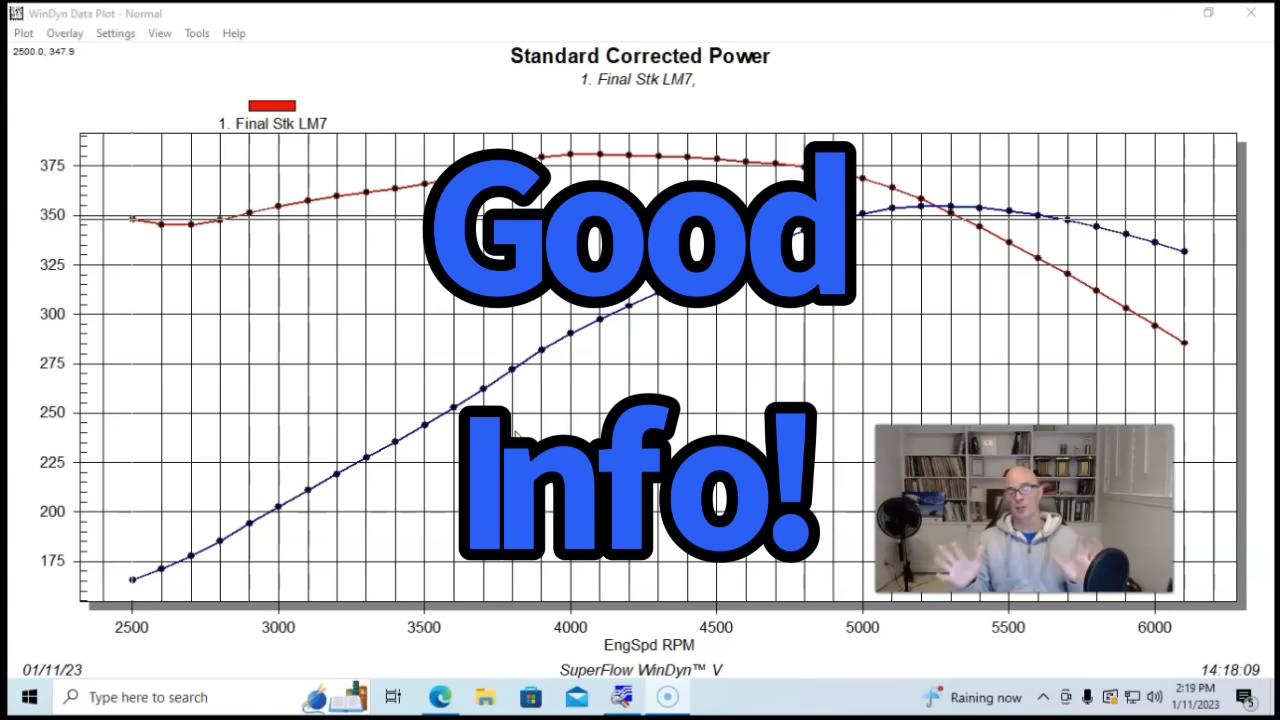 WinDyn Data Plot - Normal
Plot Overlay Settings View Tools Help
2500.0, 347.9
Standard Corrected Power
1. Final Stk LM7,
1. Final Stk LM7
375
350
325
300
275
250
225
200
175
Good
Info!
2500 3000 3500 4000 4500 5000 5500 6000
EngSpd RPM
01/11/23 SuperFlow WinDyn™ V 14:18:09
Type here to search
Raining now
2:19 PM
1/11/2023
5